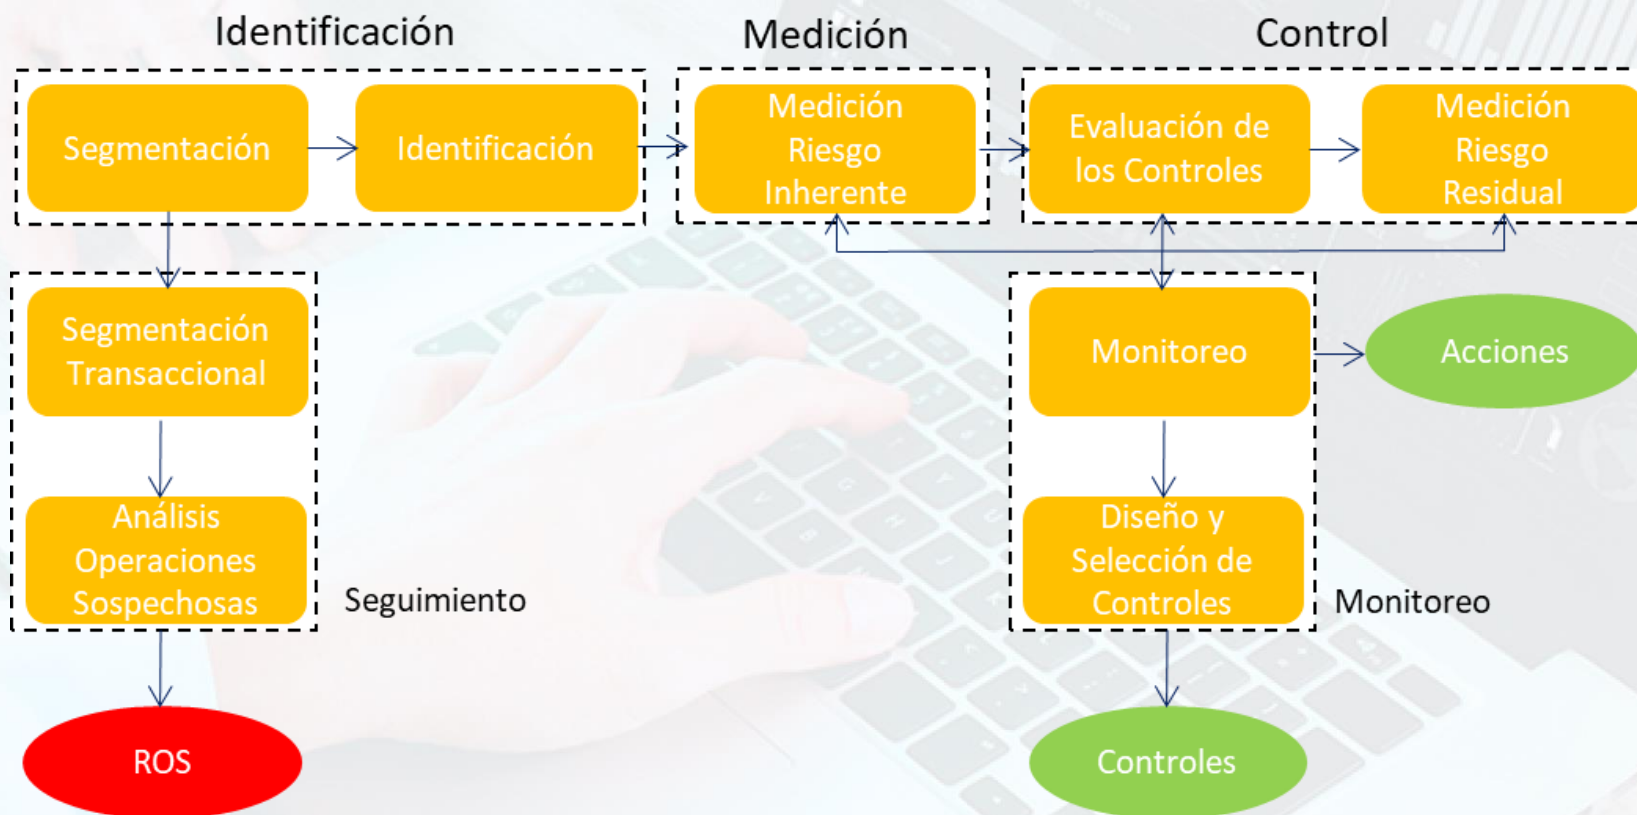 Identificación
Medición
Control
Segmentación
Identificación
Medición
Riesgo
Inherente
Evaluación de
los Controles
Medición
Riesgo
Residual
Segmentación
Transaccional
Monitoreo
Acciones
Análisis
Operaciones
Sospechosas
Seguimiento
Diseño y
Selección de
Controles
Monitoreo
ROS
Controles